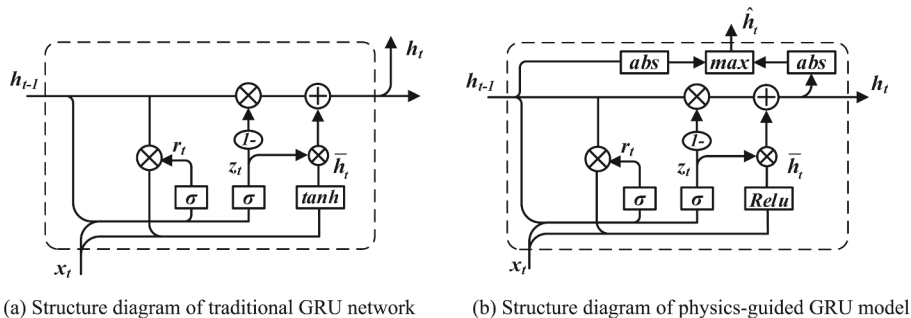 h_t
h_{t-1}
1-
r_t
z_t
h̅_t
σ
σ
tanh
x_t
(a) Structure diagram of traditional GRU network
ĥ_t
abs
max
abs
h_{t-1}
h_t
1-
r_t
z_t
h̅_t
σ
σ
Relu
x_t
(b) Structure diagram of physics-guided GRU model